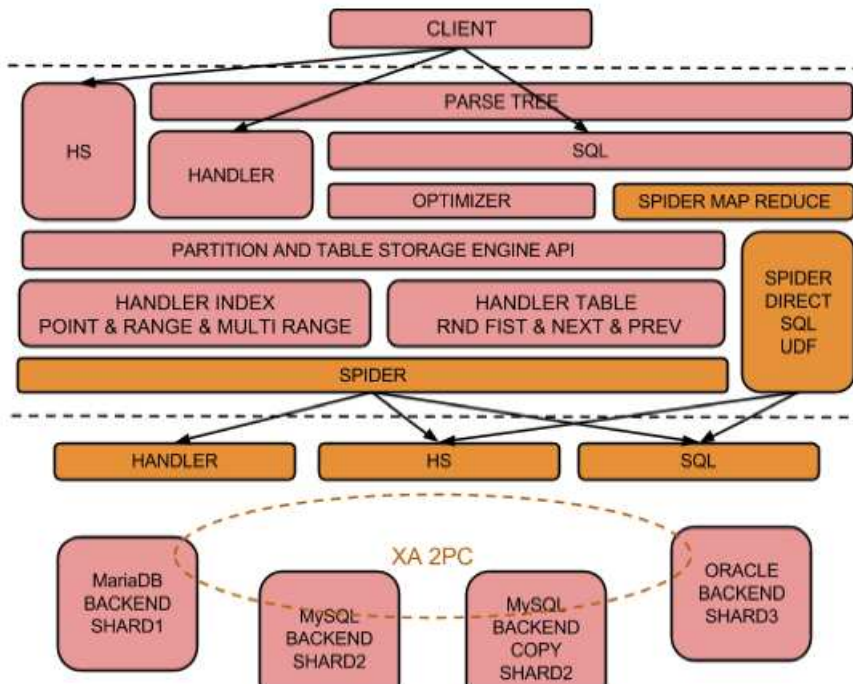 CLIENT
PARSE TREE
HS
HANDLER
SQL
OPTIMIZER
SPIDER MAP REDUCE
PARTITION AND TABLE STORAGE ENGINE API
HANDLER INDEX
POINT & RANGE & MULTI RANGE
HANDLER TABLE
RND FIST & NEXT & PREV
SPIDER
DIRECT
SQL
UDF
SPIDER
HANDLER
HS
SQL
XA 2PC
MariaDB
BACKEND
SHARD1
MySQL
BACKEND
SHARD2
MySQL
BACKEND
COPY
SHARD2
ORACLE
BACKEND
SHARD3